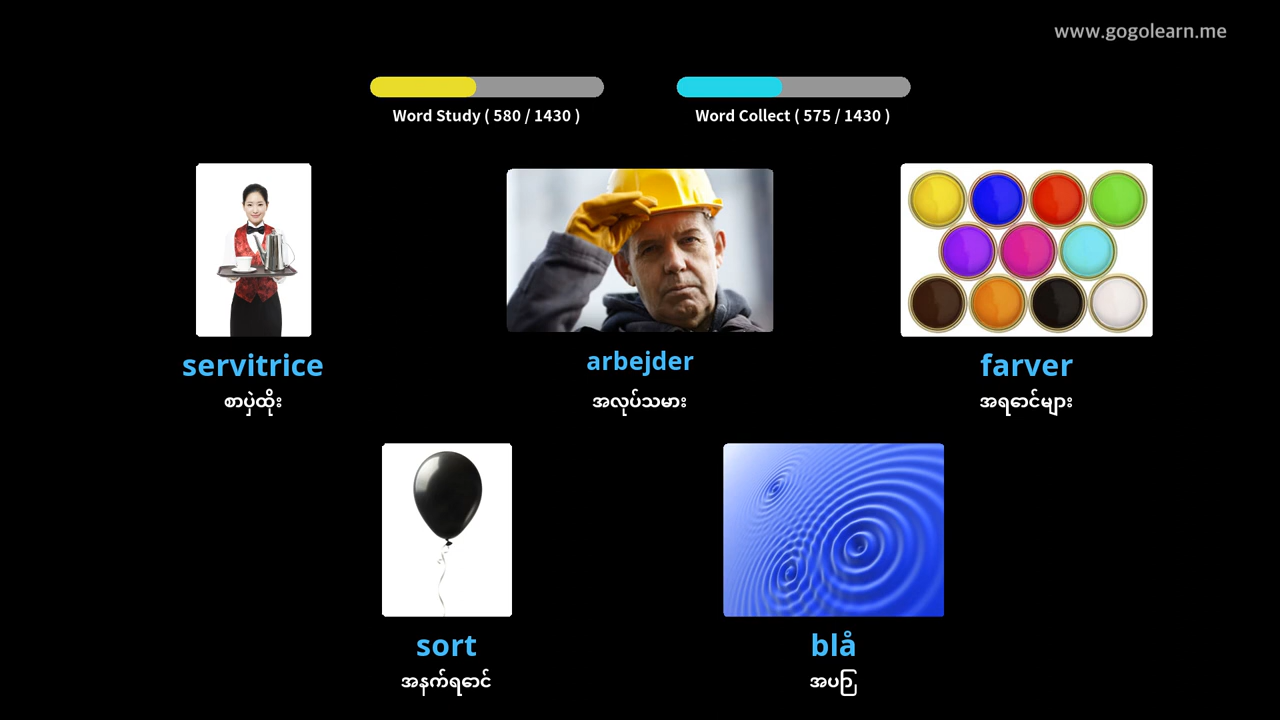 www.gogolearn.me
Word Study ( 580 / 1430 )
Word Collect ( 575 / 1430 )
servitrice
arbejder
farver
စာပွဲထိုး
အလုပ်သမား
အရောင်များ
sort
blå
အနက်ရောင်
အပြာ